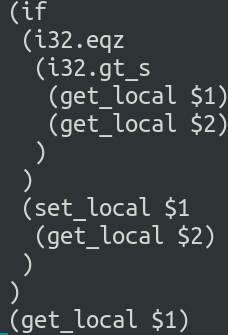 (if
(i32.eqz
(i32.gt_s
(get_local $1)
(get_local $2)
)
)
(set_local $1
(get_local $2)
)
)
(get_local $1)